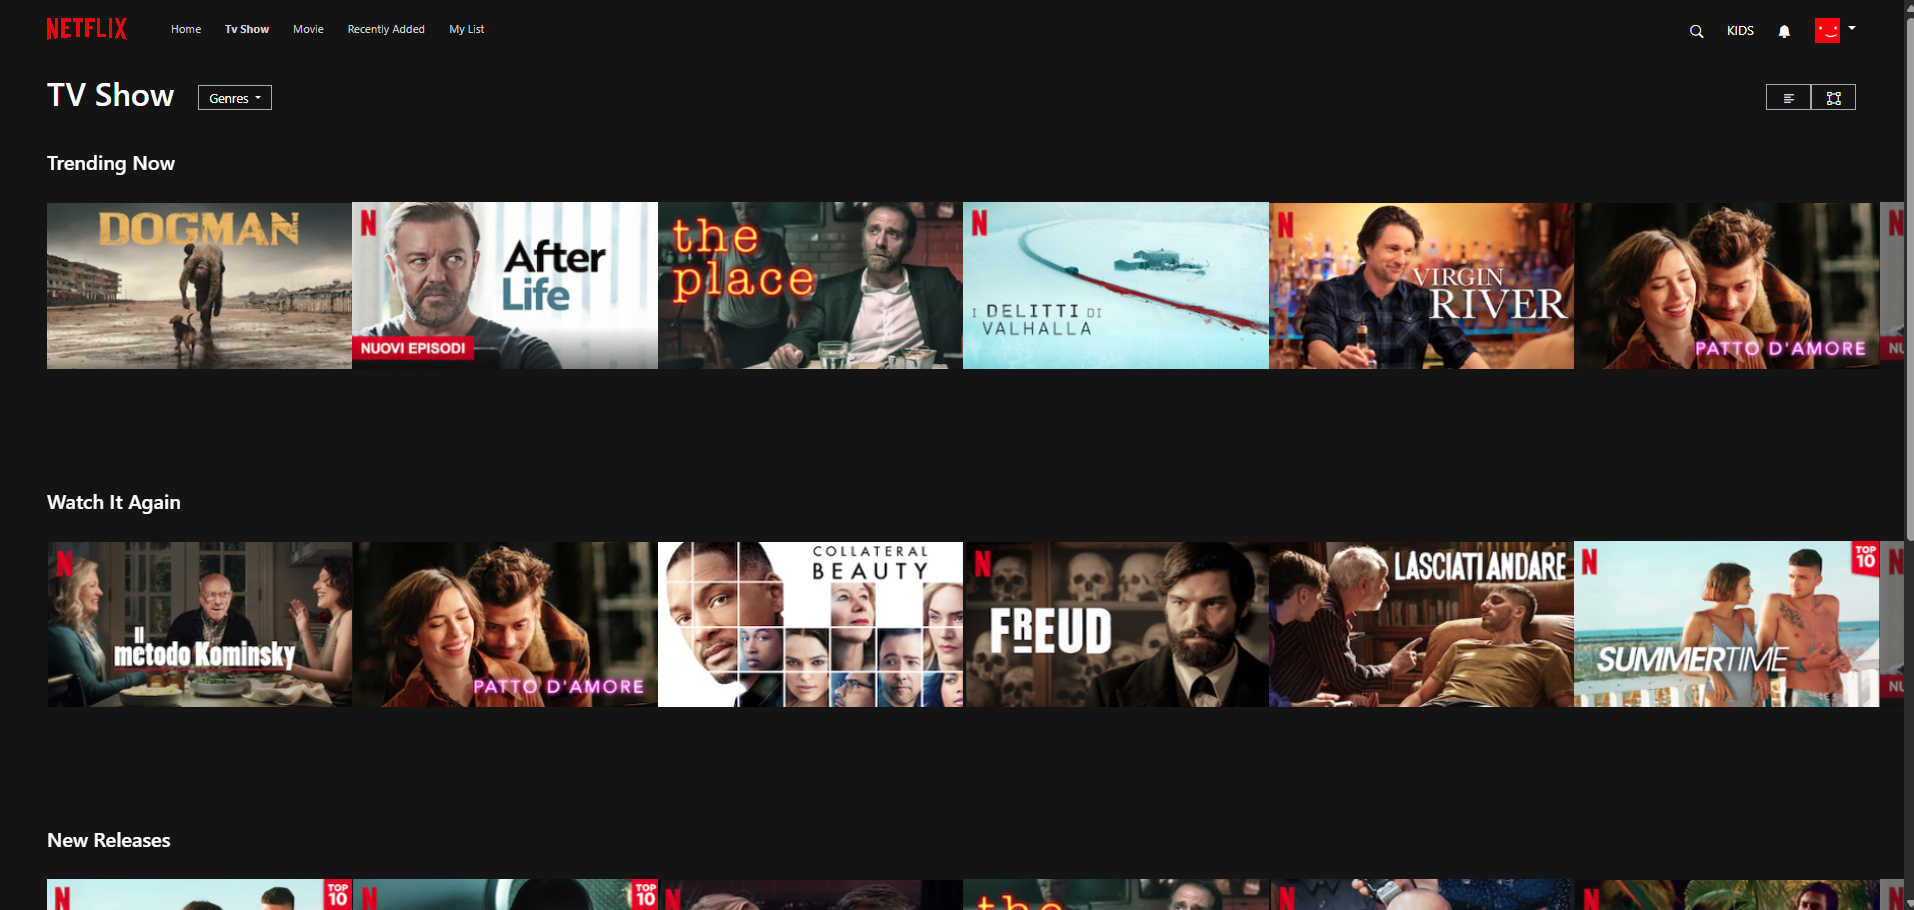 NETFLIX Home Tv Show Movie Recently Added My List KIDS
TV Show Genres
Trending Now
DOGMAN
N
After
Life
NUOVI EPISODI
the
place
N
I DELITTI DI
VALHALLA
N
VIRGIN
RIVER
PATTO D'AMORE
N
NU
Watch It Again
N
Il
metodo Kominsky
PATTO D'AMORE
COLLATERAL
BEAUTY
N
FREUD
LASCIATI ANDARE
N
TOP
10
SUMMERTIME
N
NU
New Releases
N
TOP
10
N
TOP
10
N
the
N
N
N